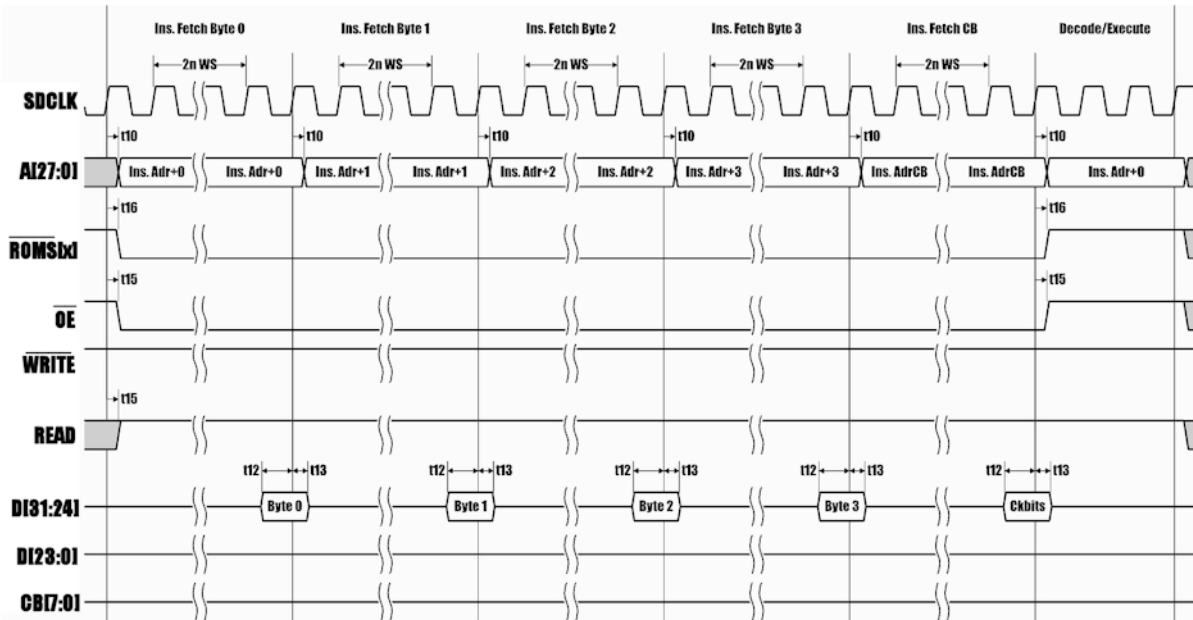 Ins. Fetch Byte 0 Ins. Fetch Byte 1 Ins. Fetch Byte 2 Ins. Fetch Byte 3 Ins. Fetch CB Decode/Execute
2n WS 2n WS 2n WS 2n WS 2n WS
SDCLK
t10 t10 t10 t10 t10 t10
A[27:0] Ins. Adr+0 Ins. Adr+0 Ins. Adr+1 Ins. Adr+1 Ins. Adr+2 Ins. Adr+2 Ins. Adr+3 Ins. Adr+3 Ins. AdrCB Ins. AdrCB Ins. Adr+0
t16 t16
ROMS[x]
t15 t15
OE
WRITE
t15
READ
t12 t13 t12 t13 t12 t13 t12 t13 t12 t13
D[31:24] Byte 0 Byte 1 Byte 2 Byte 3 Ckbits
D[23:0]
CB[7:0]